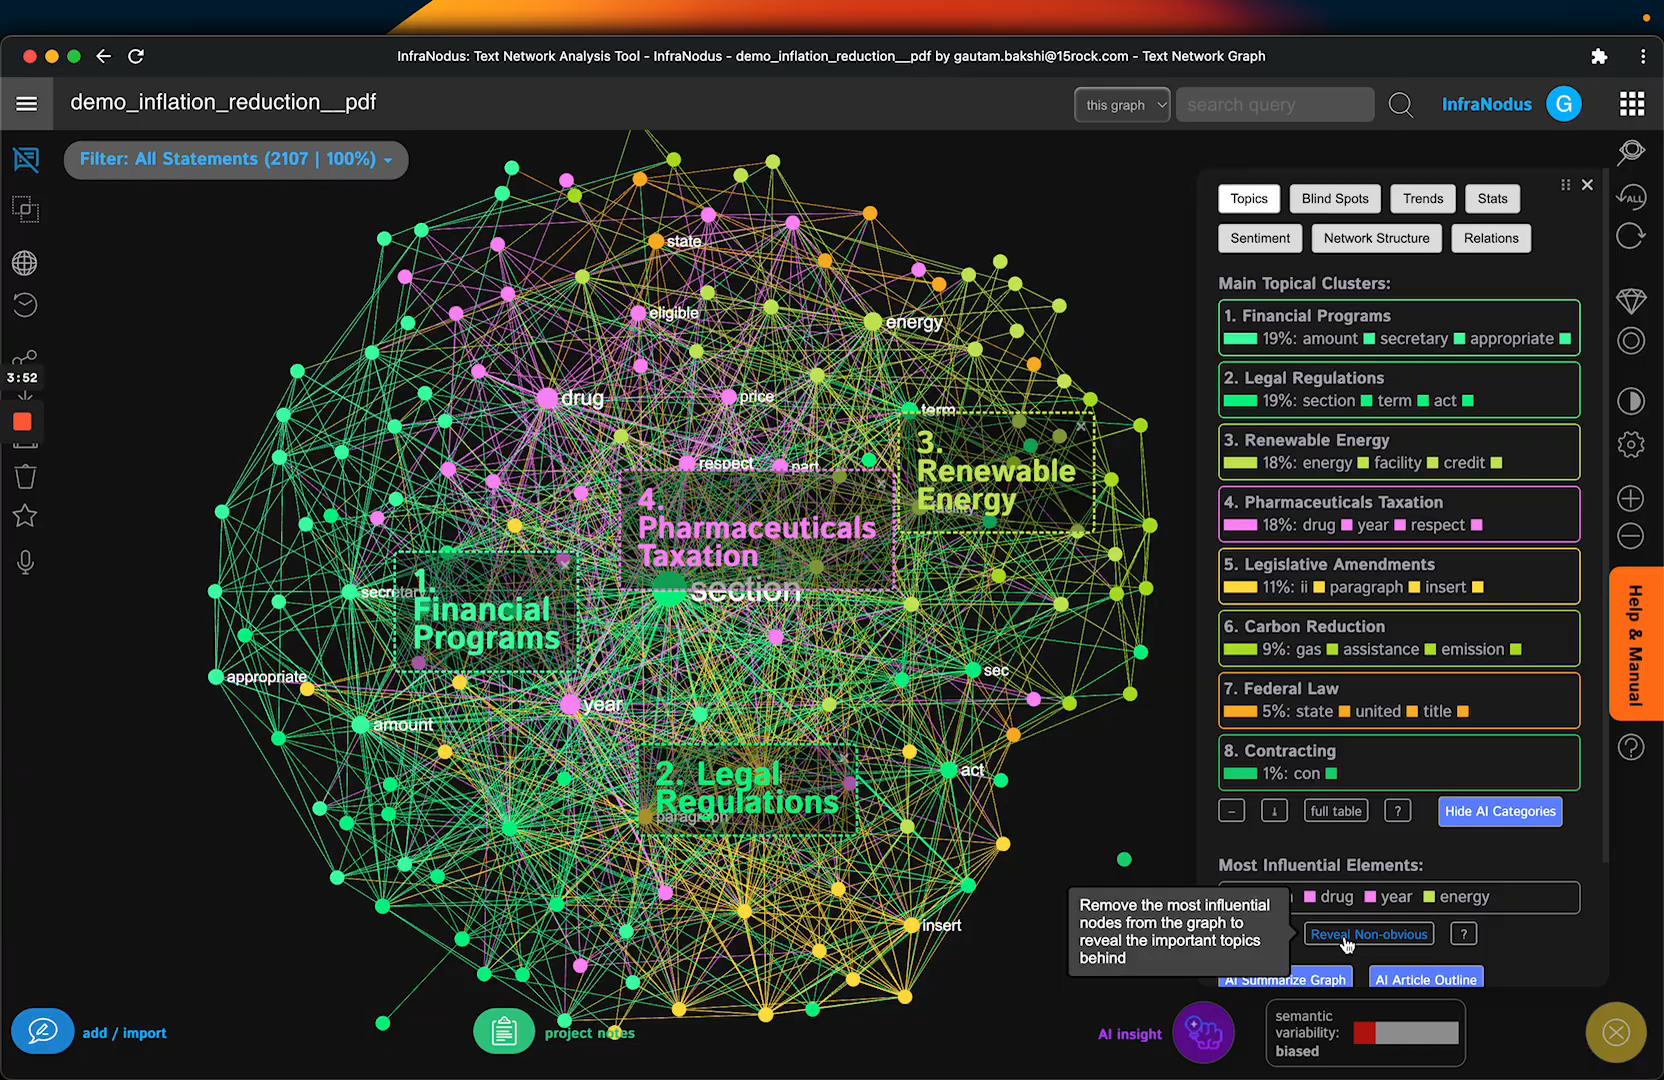 InfraNodus: Text Network Analysis Tool - InfraNodus - demo_inflation_reduction__pdf by gautam.bakshi@15rock.com - Text Network Graph
demo_inflation_reduction__pdf
this graph
search query
InfraNodus
G
Filter: All Statements (2107 | 100%)
3:52
state
eligible
energy
drug
price
term
respect
part
3.
Renewable
Energy
4.
Pharmaceuticals
Taxation
section
secretary
1.
Financial
Programs
appropriate
sec
year
amount
act
2. Legal
Regulations
paragraph
insert
Topics
Blind Spots
Trends
Stats
Sentiment
Network Structure
Relations
Main Topical Clusters:
1. Financial Programs
19%: amount secretary appropriate
2. Legal Regulations
19%: section term act
3. Renewable Energy
18%: energy facility credit
4. Pharmaceuticals Taxation
18%: drug year respect
5. Legislative Amendments
11%: ii paragraph insert
6. Carbon Reduction
9%: gas assistance emission
7. Federal Law
5%: state united title
8. Contracting
1%: con
−
⤓
full table
?
Hide AI Categories
Most Influential Elements:
drug year energy
Remove the most influential
nodes from the graph to
reveal the important topics
behind
Reveal Non-obvious
?
AI Summarize Graph
AI Article Outline
ALL
Help & Manual
add / import
project notes
AI insight
semantic
variability:
biased